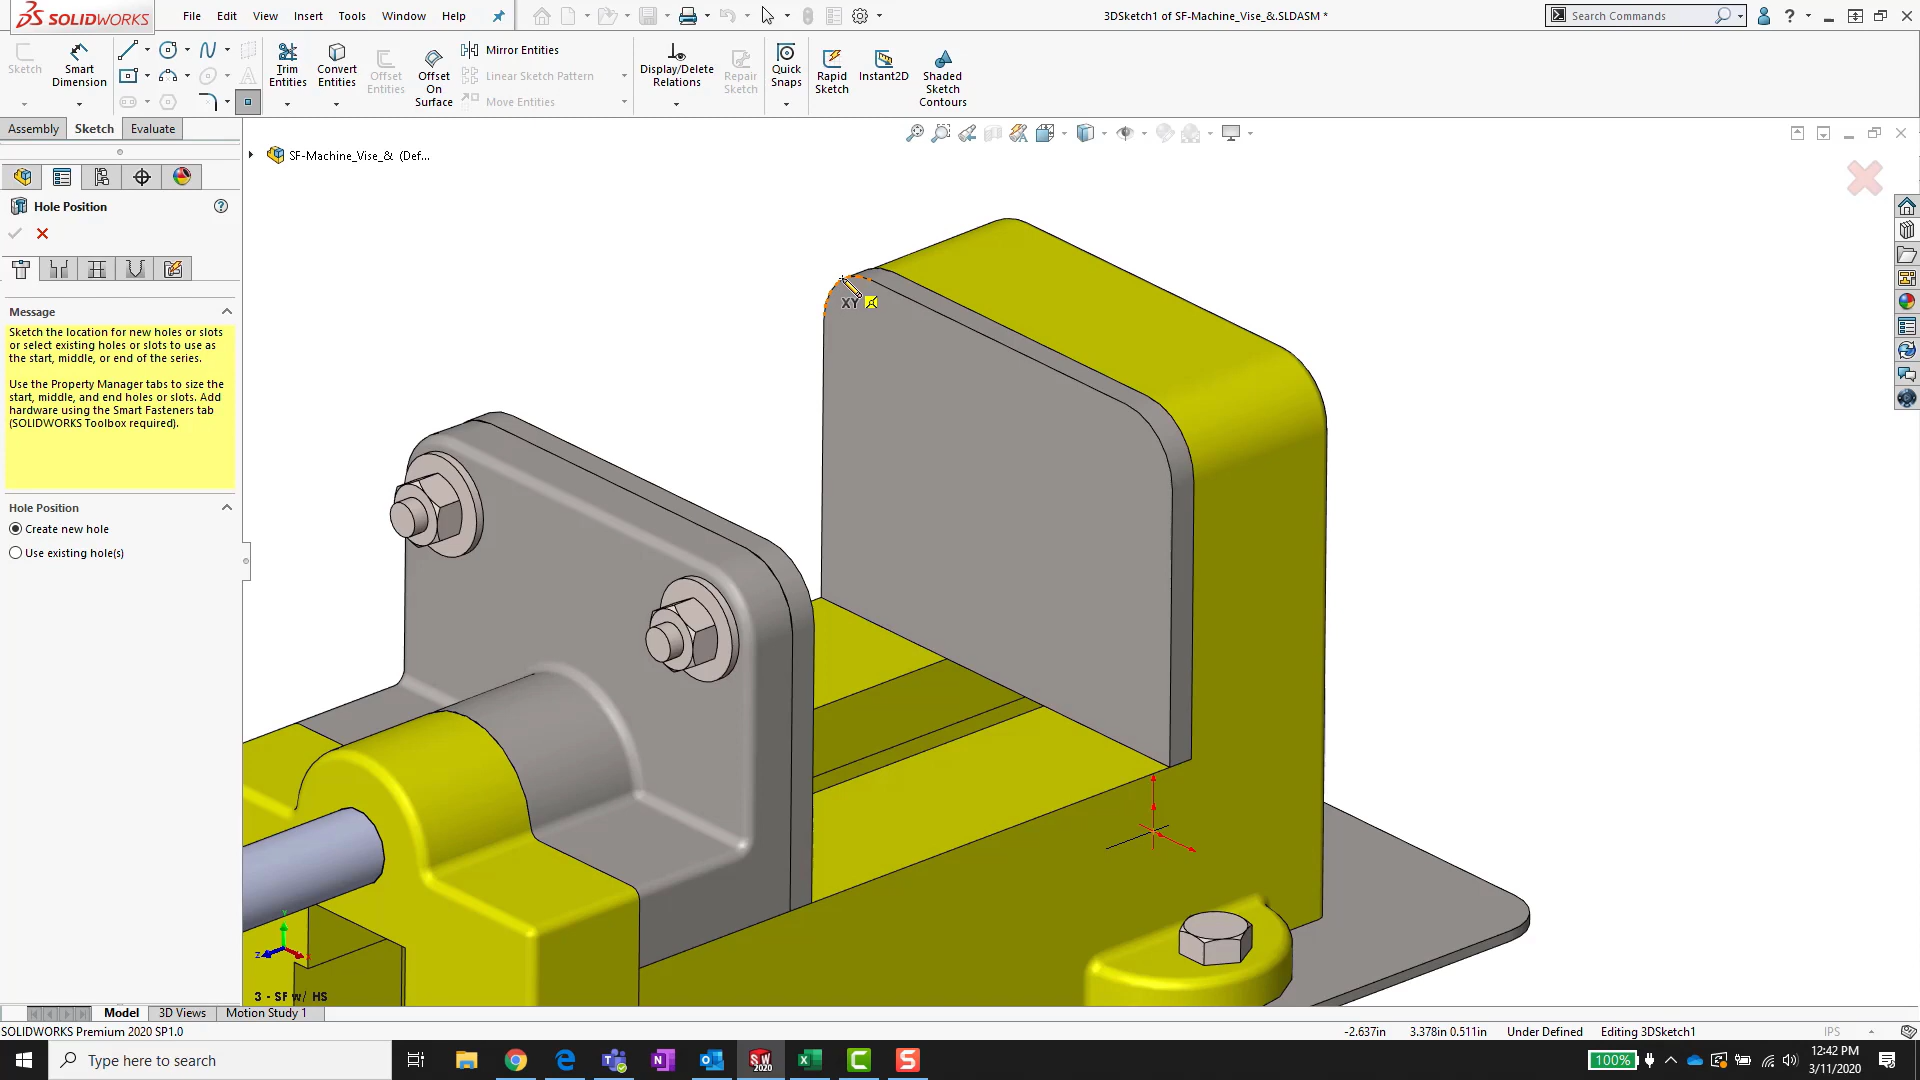 SOLIDWORKS
File Edit View Insert Tools Window Help
3DSketch1 of SF-Machine_Vise_&.SLDASM *
Search Commands
Sketch
Smart Dimension
Trim Entities
Convert Entities
Offset Entities
Offset On Surface
Mirror Entities
Linear Sketch Pattern
Move Entities
Display/Delete Relations
Repair Sketch
Quick Snaps
Rapid Sketch
Instant2D
Shaded Sketch Contours
Assembly Sketch Evaluate
SF-Machine_Vise_& (Def...
Hole Position
Message
Sketch the location for new holes or slots
or select existing holes or slots to use as
the start, middle, or end of the series.
Use the Property Manager tabs to size the
start, middle, and end holes or slots. Add
hardware using the Smart Fasteners tab
(SOLIDWORKS Toolbox required).
Hole Position
Create new hole
Use existing hole(s)
XY
Y
Z
3 - SF w/ HS
Model 3D Views Motion Study 1
SOLIDWORKS Premium 2020 SP1.0
-2.637in 3.378in 0.511in Under Defined Editing 3DSketch1 IPS
Type here to search
SW
2020
100%
12:42 PM
3/11/2020